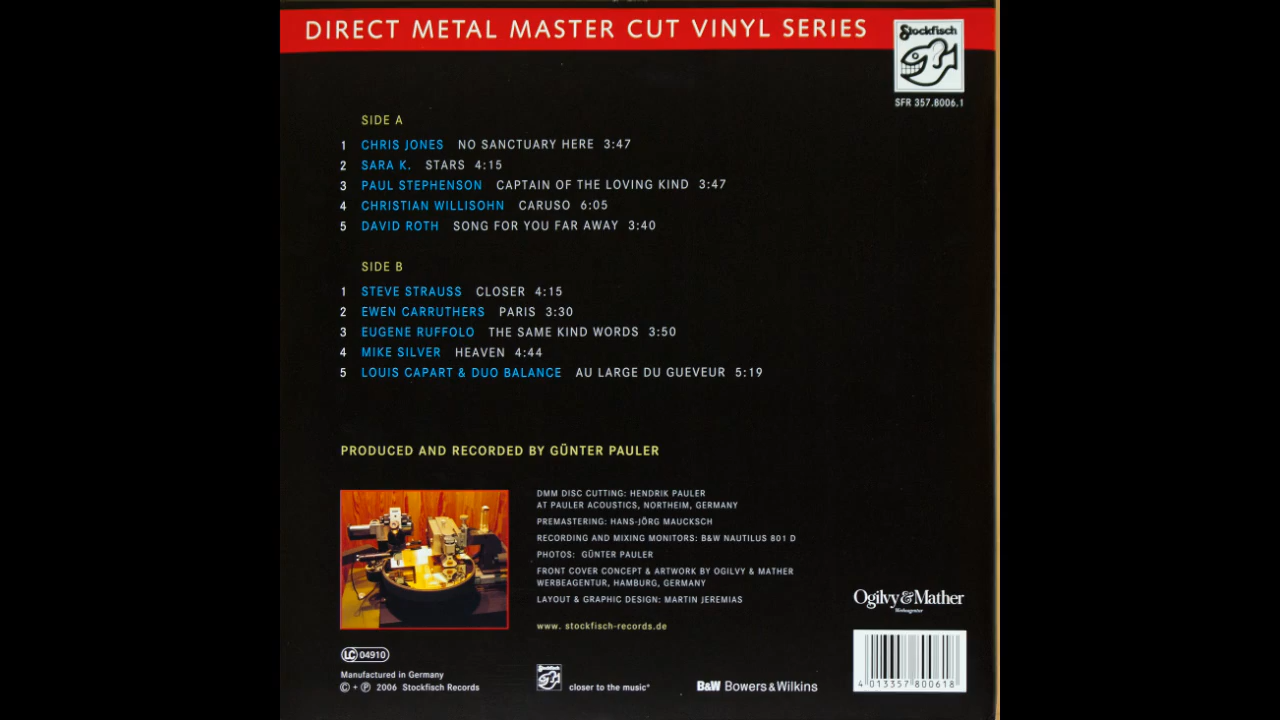 DIRECT METAL MASTER CUT VINYL SERIES
Stockfisch
SFR 357.8006.1
SIDE A
1 CHRIS JONES NO SANCTUARY HERE 3:47
2 SARA K. STARS 4:15
3 PAUL STEPHENSON CAPTAIN OF THE LOVING KIND 3:47
4 CHRISTIAN WILLISOHN CARUSO 6:05
5 DAVID ROTH SONG FOR YOU FAR AWAY 3:40
SIDE B
1 STEVE STRAUSS CLOSER 4:15
2 EWEN CARRUTHERS PARIS 3:30
3 EUGENE RUFFOLO THE SAME KIND WORDS 3:50
4 MIKE SILVER HEAVEN 4:44
5 LOUIS CAPART & DUO BALANCE AU LARGE DU GUEVEUR 5:19
PRODUCED AND RECORDED BY GÜNTER PAULER
DMM DISC CUTTING: HENDRIK PAULER
AT PAULER ACOUSTICS, NORTHEIM, GERMANY
PREMASTERING: HANS-JÖRG MAUCKSCH
RECORDING AND MIXING MONITORS: B&W NAUTILUS 801 D
PHOTOS: GÜNTER PAULER
FRONT COVER CONCEPT & ARTWORK BY OGILVY & MATHER
WERBEAGENTUR, HAMBURG, GERMANY
LAYOUT & GRAPHIC DESIGN: MARTIN JEREMIAS
www. stockfisch-records.de
Ogilvy & Mather
Werbeagentur
LC 04910
Manufactured in Germany
© + ℗ 2006 Stockfisch Records
Stockfisch
closer to the music®
B&W Bowers & Wilkins
4 013357 800618